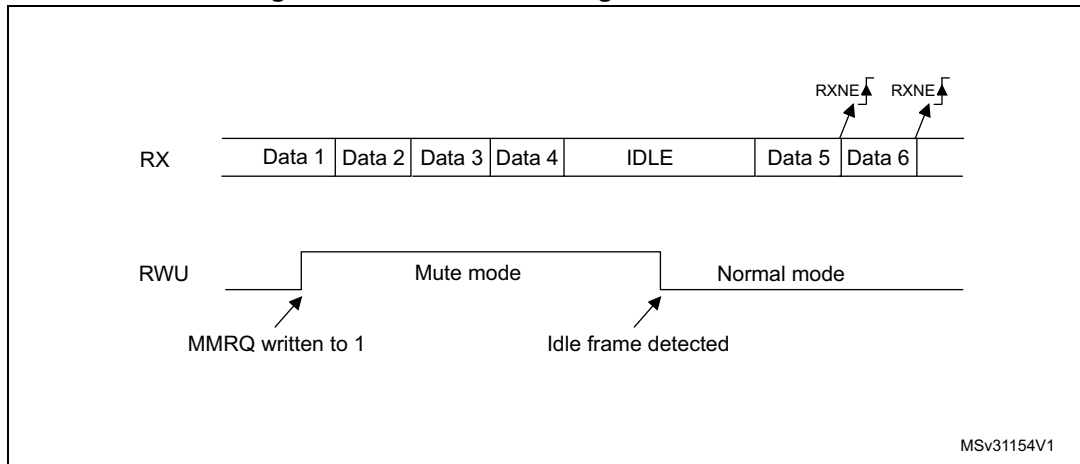 RXNE RXNE
RX Data 1 Data 2 Data 3 Data 4 IDLE Data 5 Data 6
RWU Mute mode Normal mode
MMRQ written to 1 Idle frame detected
MSv31154V1